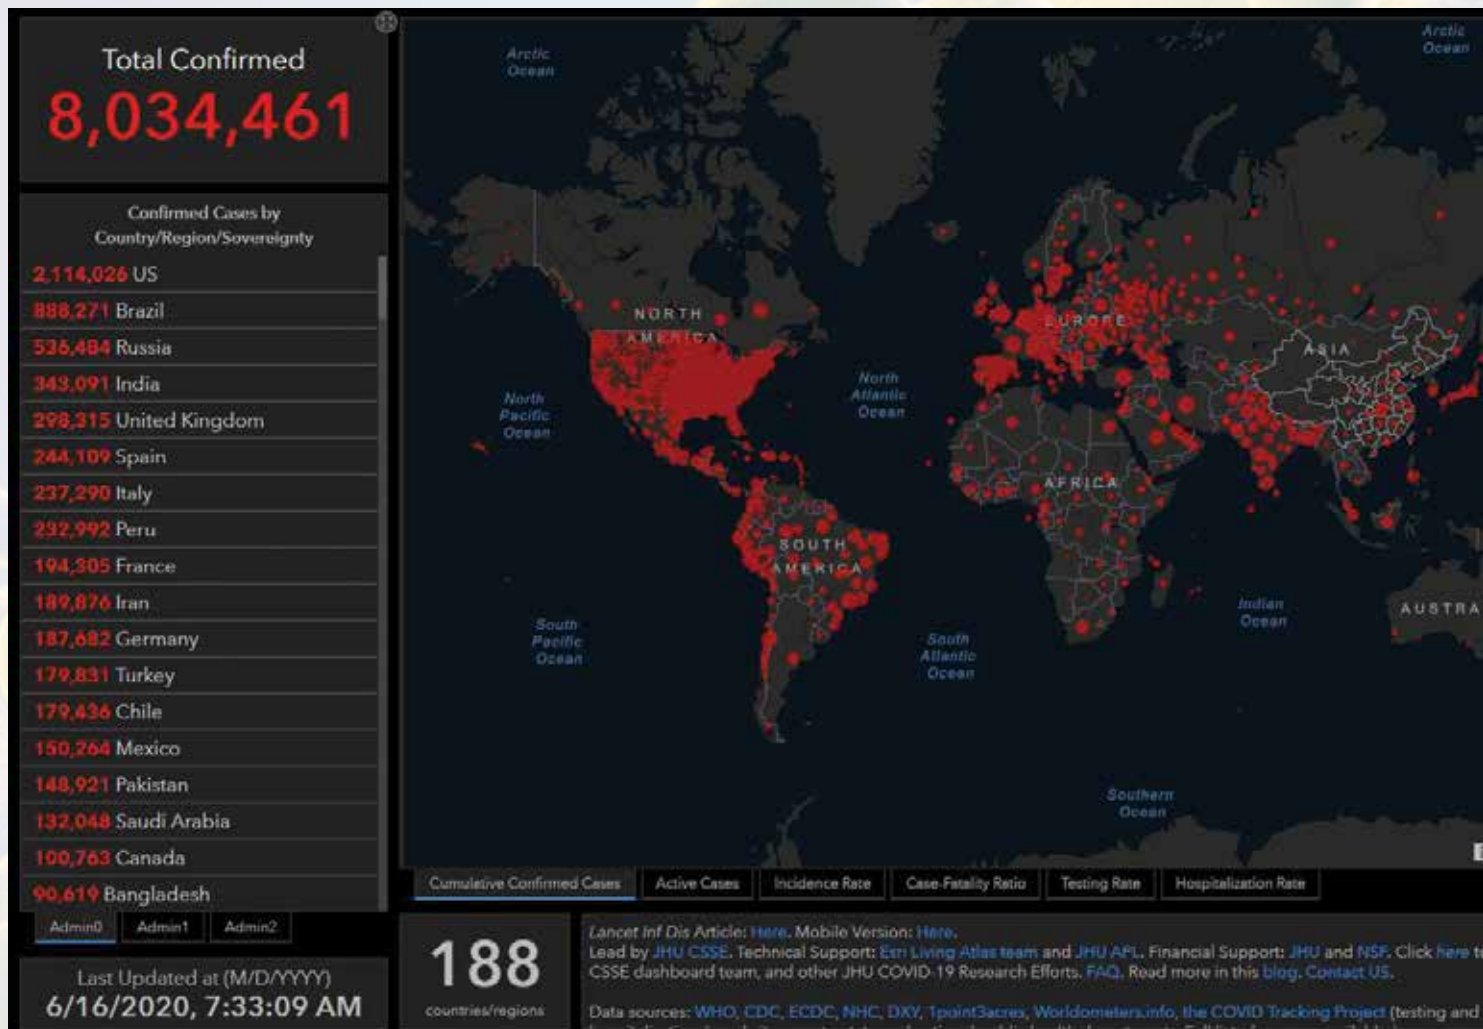 Total Confirmed
8,034,461
Confirmed Cases by
Country/Region/Sovereignty
2,114,026 US
888,271 Brazil
536,484 Russia
343,091 India
298,315 United Kingdom
244,109 Spain
237,290 Italy
232,992 Peru
194,305 France
189,876 Iran
187,682 Germany
179,831 Turkey
179,436 Chile
150,264 Mexico
148,921 Pakistan
132,048 Saudi Arabia
100,763 Canada
90,619 Bangladesh
Admin0 Admin1 Admin2
Last Updated at (M/D/YYYY)
6/16/2020, 7:33:09 AM
Arctic
Ocean
Arctic
Ocean
NORTH
AMERICA
EUROPE
ASIA
North
Pacific
Ocean
North
Atlantic
Ocean
AFRICA
SOUTH
AMERICA
Indian
Ocean
AUSTRA
South
Pacific
Ocean
South
Atlantic
Ocean
Southern
Ocean
Cumulative Confirmed Cases Active Cases Incidence Rate Case-Fatality Ratio Testing Rate Hospitalization Rate
188
countries/regions
Lancet Inf Dis Article: Here. Mobile Version: Here.
Lead by JHU CSSE. Technical Support: Esri Living Atlas team and JHU APL. Financial Support: JHU and NSF. Click here to
CSSE dashboard team, and other JHU COVID-19 Research Efforts. FAQ. Read more in this blog. Contact US.
Data sources: WHO, CDC, ECDC, NHC, DXY, 1point3acres, Worldometers.info, the COVID Tracking Project (testing and